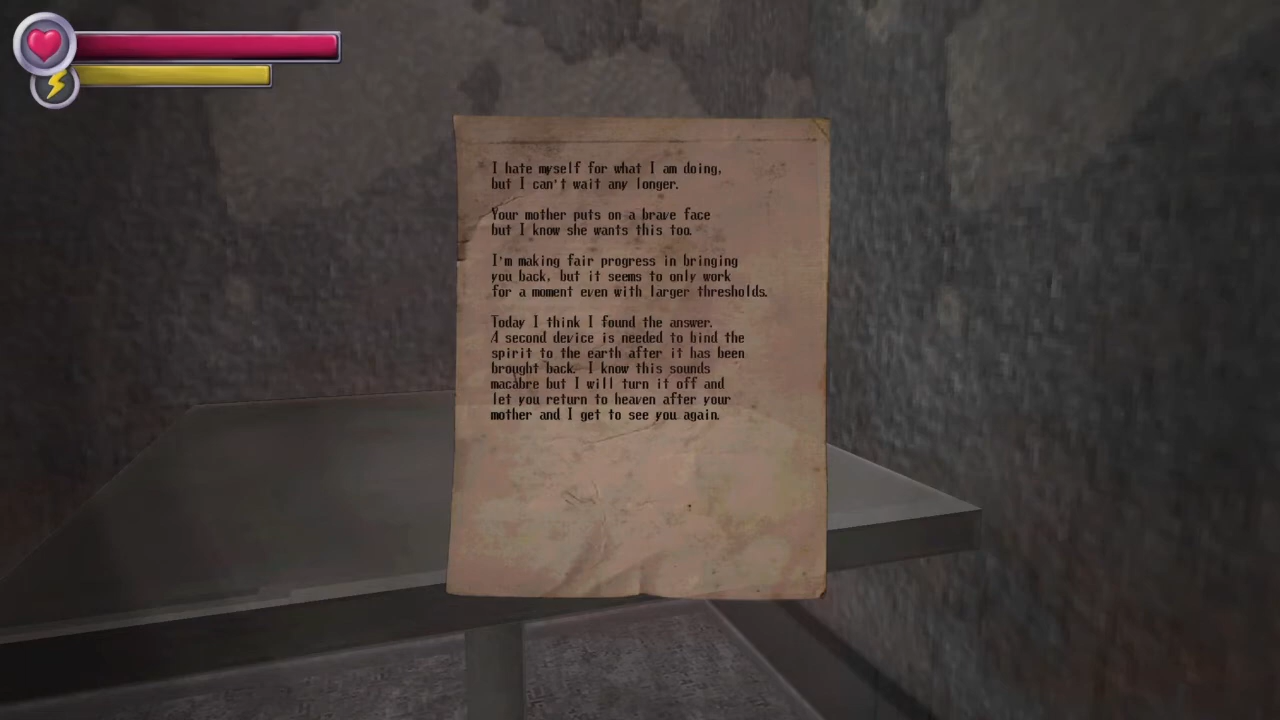 I hate myself for what I am doing,
but I can't wait any longer.
Your mother puts on a brave face
but I know she wants this too.
I'm making fair progress in bringing
you back, but it seems to only work
for a moment even with larger thresholds.
Today I think I found the answer.
A second device is needed to bind the
spirit to the earth after it has been
brought back. I know this sounds
macabre but I will turn it off and
let you return to heaven after your
mother and I get to see you again.